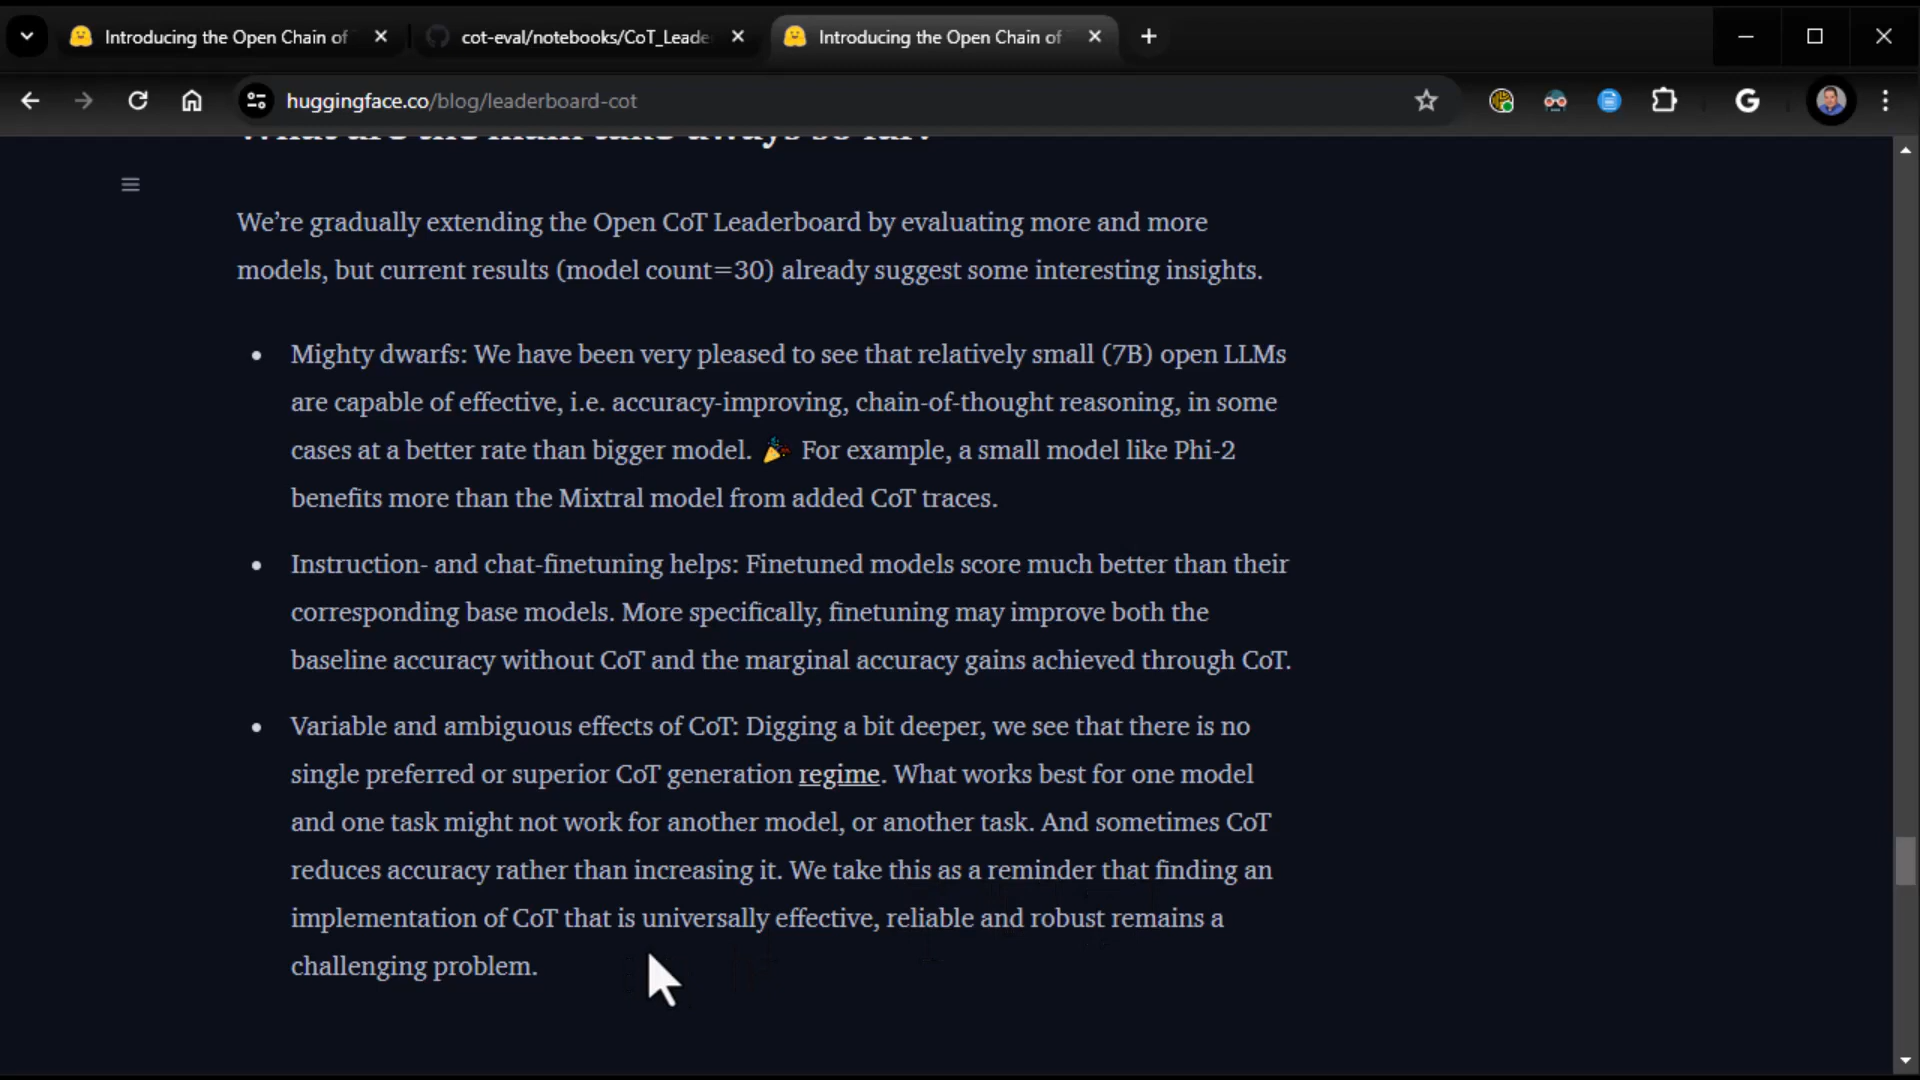 Introducing the Open Chain of
cot-eval/notebooks/CoT_Leade
Introducing the Open Chain of
huggingface.co/blog/leaderboard-cot
What are the main take-aways so far?
We’re gradually extending the Open CoT Leaderboard by evaluating more and more
models, but current results (model count=30) already suggest some interesting insights.
• Mighty dwarfs: We have been very pleased to see that relatively small (7B) open LLMs
are capable of effective, i.e. accuracy-improving, chain-of-thought reasoning, in some
cases at a better rate than bigger model. 🎉 For example, a small model like Phi-2
benefits more than the Mixtral model from added CoT traces.
• Instruction- and chat-finetuning helps: Finetuned models score much better than their
corresponding base models. More specifically, finetuning may improve both the
baseline accuracy without CoT and the marginal accuracy gains achieved through CoT.
• Variable and ambiguous effects of CoT: Digging a bit deeper, we see that there is no
single preferred or superior CoT generation regime. What works best for one model
and one task might not work for another model, or another task. And sometimes CoT
reduces accuracy rather than increasing it. We take this as a reminder that finding an
implementation of CoT that is universally effective, reliable and robust remains a
challenging problem.